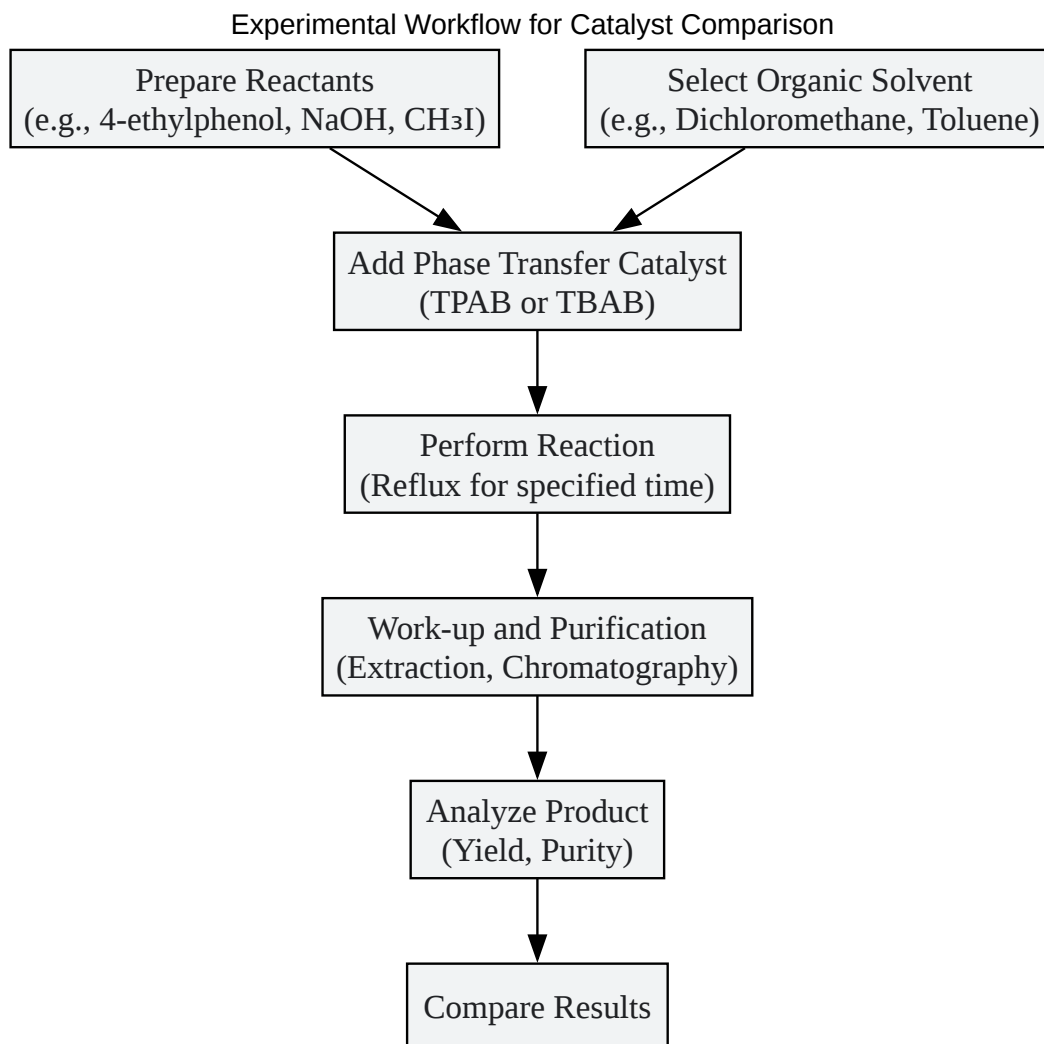 Experimental Workflow for Catalyst Comparison
Prepare Reactants
(e.g., 4-ethylphenol, NaOH, CH₃I)
Select Organic Solvent
(e.g., Dichloromethane, Toluene)
Add Phase Transfer Catalyst
(TPAB or TBAB)
Perform Reaction
(Reflux for specified time)
Work-up and Purification
(Extraction, Chromatography)
Analyze Product
(Yield, Purity)
Compare Results